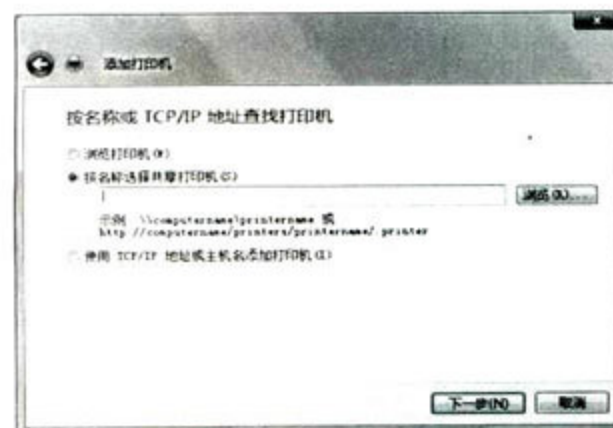 添加打印机
按名称或 TCP/IP 地址查找打印机
浏览打印机(W)
按名称选择共享打印机(S)
浏览(R)...
示例: \\computername\printername 或
http://computername/printers/printername/.printer
使用 TCP/IP 地址或主机名添加打印机(I)
下一步(N)
取消